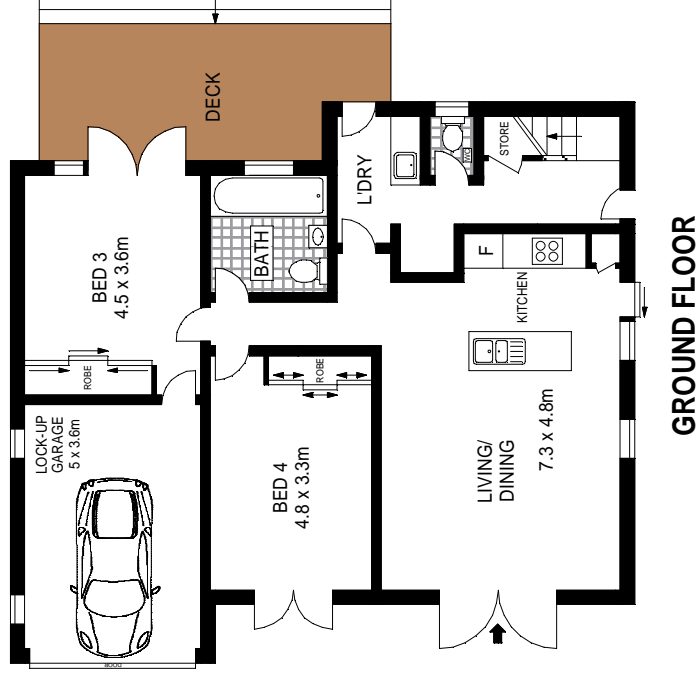 DECK
STORE
WC
L'DRY
BATH
BED 3
4.5 x 3.6m
ROBE
F
KITCHEN
GROUND FLOOR
LOCK-UP
GARAGE
5 x 3.6m
ROBE
BED 4
4.8 x 3.3m
LIVING/
DINING
7.3 x 4.8m
DOOR